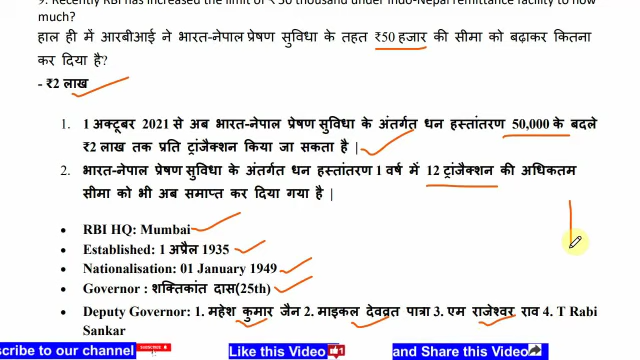 9. Recently RBI has increased the limit of ₹ 50 thousand under Indo-Nepal remittance facility to how
much?
हाल ही में आरबीआई ने भारत-नेपाल प्रेषण सुविधा के तहत ₹50 हजार की सीमा को बढ़ाकर कितना
कर दिया है?
- ₹2 लाख
1. 1 अक्टूबर 2021 से अब भारत-नेपाल प्रेषण सुविधा के अंतर्गत धन हस्तांतरण 50,000 के बदले
₹2 लाख तक प्रति ट्रांजैक्शन किया जा सकता है |
2. भारत-नेपाल प्रेषण सुविधा के अंतर्गत धन हस्तांतरण 1 वर्ष में 12 ट्रांजैक्शन की अधिकतम
सीमा को भी अब समाप्त कर दिया गया है |
• RBI HQ: Mumbai
• Established: 1 अप्रैल 1935
• Nationalisation: 01 January 1949
• Governor: शक्तिकांत दास(25th)
• Deputy Governor: 1. महेश कुमार जैन 2. माइकल देवव्रत पात्रा 3. एम राजेश्वर राव 4. T Rabi
Sankar
scribe to our channel
Like this Video
and Share this Video